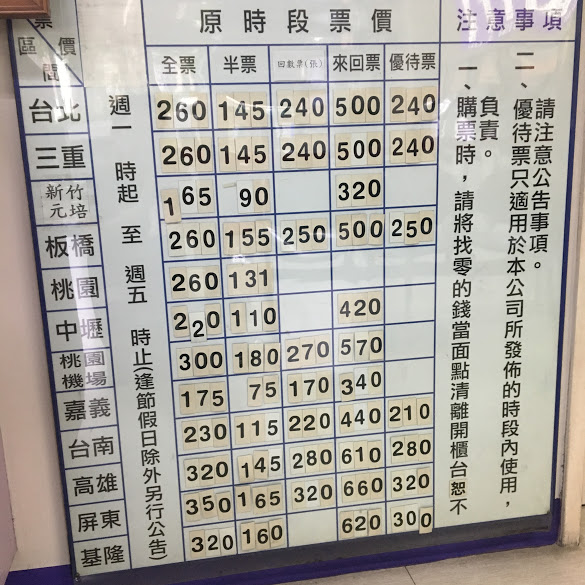 原時段票價 注意事項
票價
區間
全票 半票 回數票(張) 來回票 優待票
台北 260 145 240 500 240
三重 260 145 240 500 240
新竹
元培 165 90 320
板橋 260 155 250 500 250
桃園 260 131
中壢 220 110 420
桃園
機場 300 180 270 570
嘉義 175 75 170 340
台南 230 115 220 440 210
高雄 320 145 280 610 280
屏東 350 165 320 660 320
基隆 320 160 620 300
週一 時起 至 週五 時止(逢節假日除外另行公告)
一、購票時，請將找零的錢當面點清離開櫃台恕不
負責。
二、優待票只適用於本公司所發佈的時段內使用，
請注意公告事項。